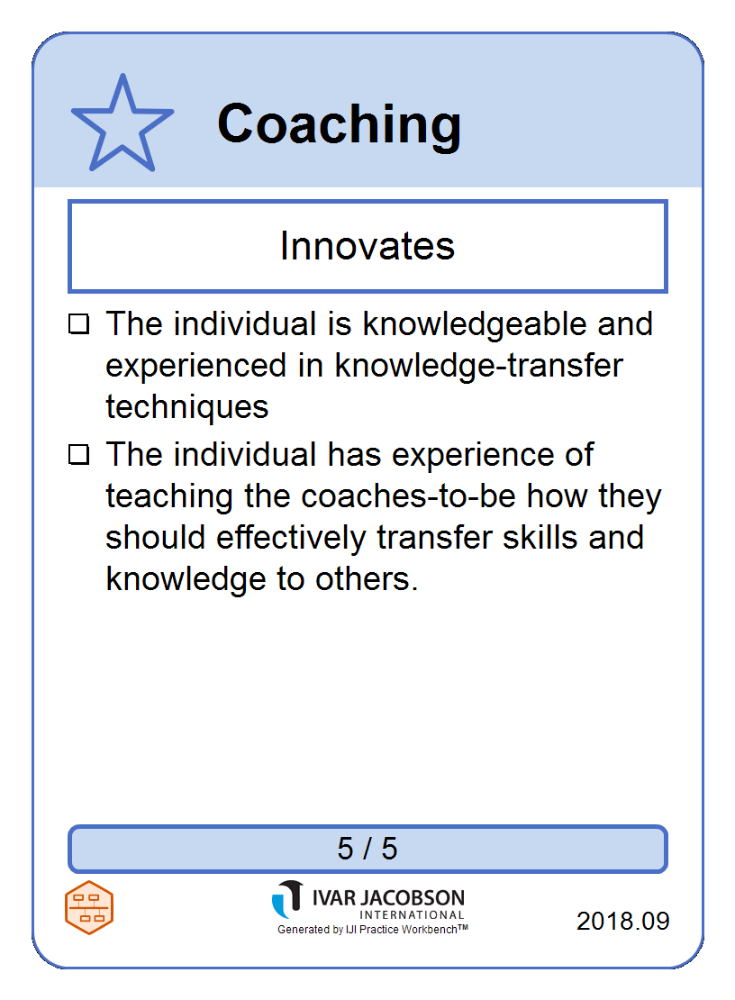 Coaching
Innovates
The individual is knowledgeable and
experienced in knowledge-transfer
techniques
The individual has experience of
teaching the coaches-to-be how they
should effectively transfer skills and
knowledge to others.
5 / 5
IVAR JACOBSON
INTERNATIONAL
Generated by IJI Practice Workbench™
2018.09